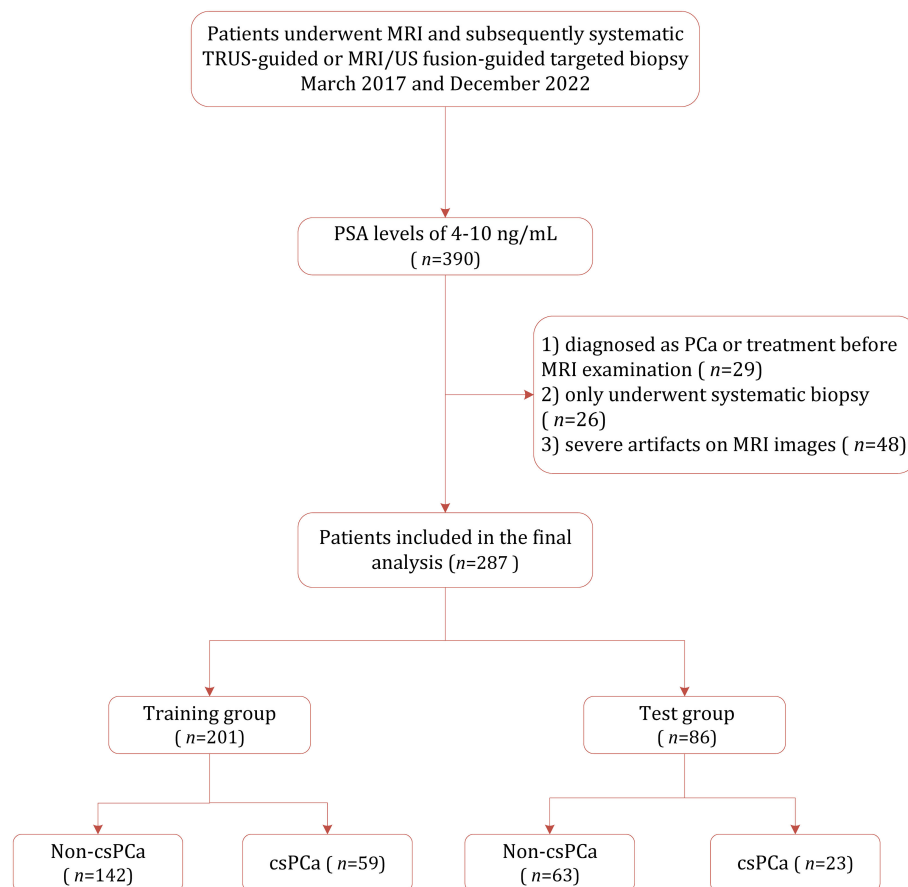 Patients underwent MRI and subsequently systematic
TRUS-guided or MRI/US fusion-guided targeted biopsy
March 2017 and December 2022
PSA levels of 4-10 ng/mL
( n=390)
1) diagnosed as PCa or treatment before
MRI examination ( n=29)
2) only underwent systematic biopsy
( n=26)
3) severe artifacts on MRI images ( n=48)
Patients included in the final
analysis (n=287 )
Training group
( n=201)
Test group
( n=86)
Non-csPCa
( n=142)
csPCa ( n=59)
Non-csPCa
( n=63)
csPCa ( n=23)